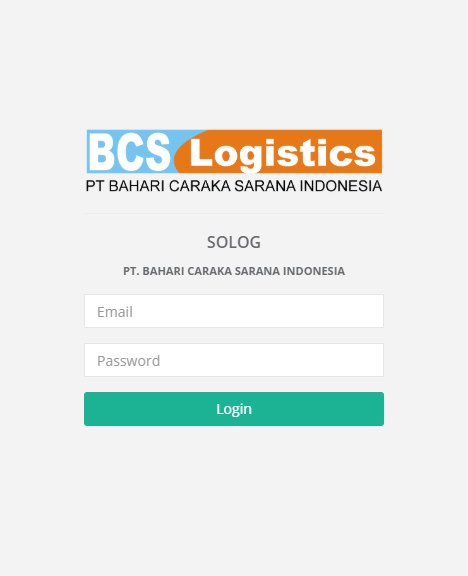 BCS Logistics
PT BAHARI CARAKA SARANA INDONESIA
SOLOG
PT. BAHARI CARAKA SARANA INDONESIA
Email
Password
Login